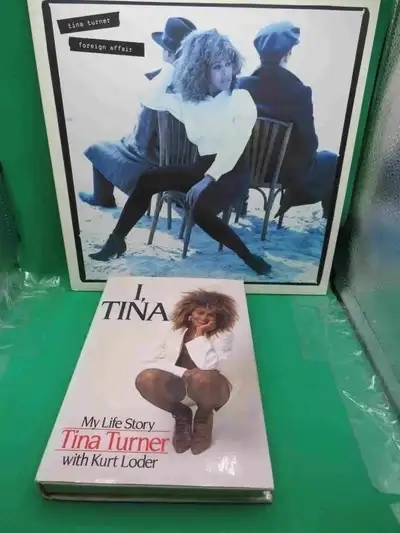 tina turner
foreign affair
I,
TINA
My Life Story
Tina Turner
with Kurt Loder